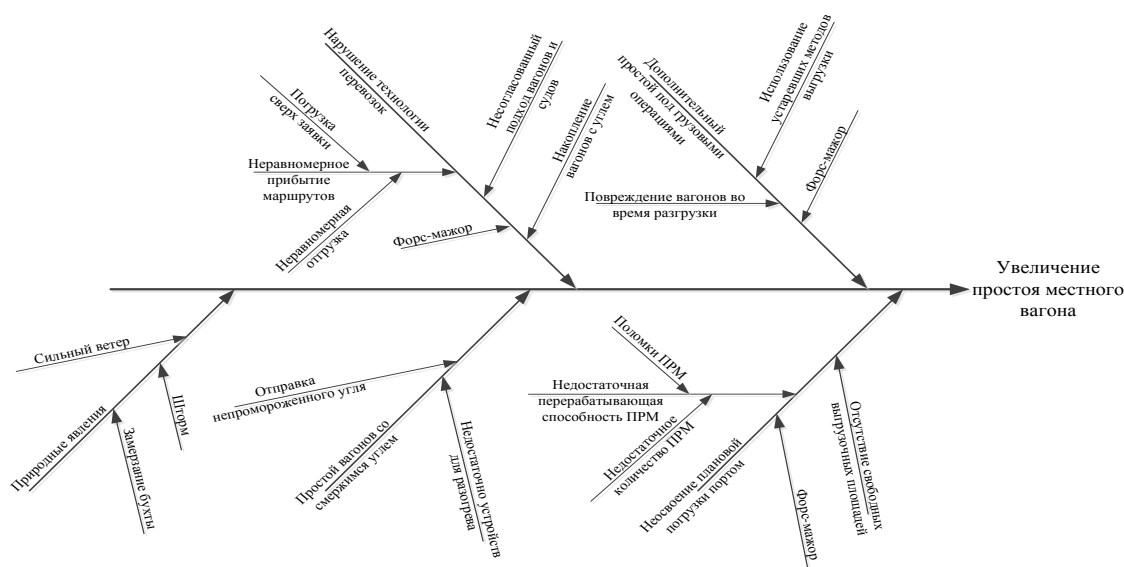 Нарушение технологии
перевозок
Погрузка
сверх заявки
Неравномерное
прибытие
маршрутов
Неравномерная
отгрузка
Форс-мажор
Несогласованный
подход вагонов и
судов
Накопление
вагонов с углем
Дополнительный
простой под грузовыми
операциями
Использование
устаревших методов
выгрузки
Повреждение вагонов во
время разгрузки
Форс-мажор
Увеличение
простоя местного
вагона
Сильный ветер
Природные явления
Шторм
Замерзание бухты
Отправка
непромороженного угля
Простой вагонов со
смержимся углем
Недостаточно устройств
для разогрева
Поломки ПРМ
Недостаточная
перерабатывающая
способность ПРМ
Недостаточное
количество ПРМ
Неосвоение плановой
погрузки портом
Форс-мажор
Отсутствие свободных
выгрузочных площадей